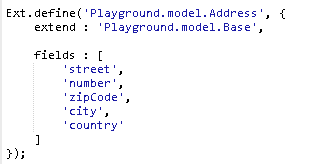 Ext.define('Playground.model.Address', {
    extend : 'Playground.model.Base',

    fields : [
        'street',
        'number',
        'zipCode',
        'city',
        'country'
    ]
});